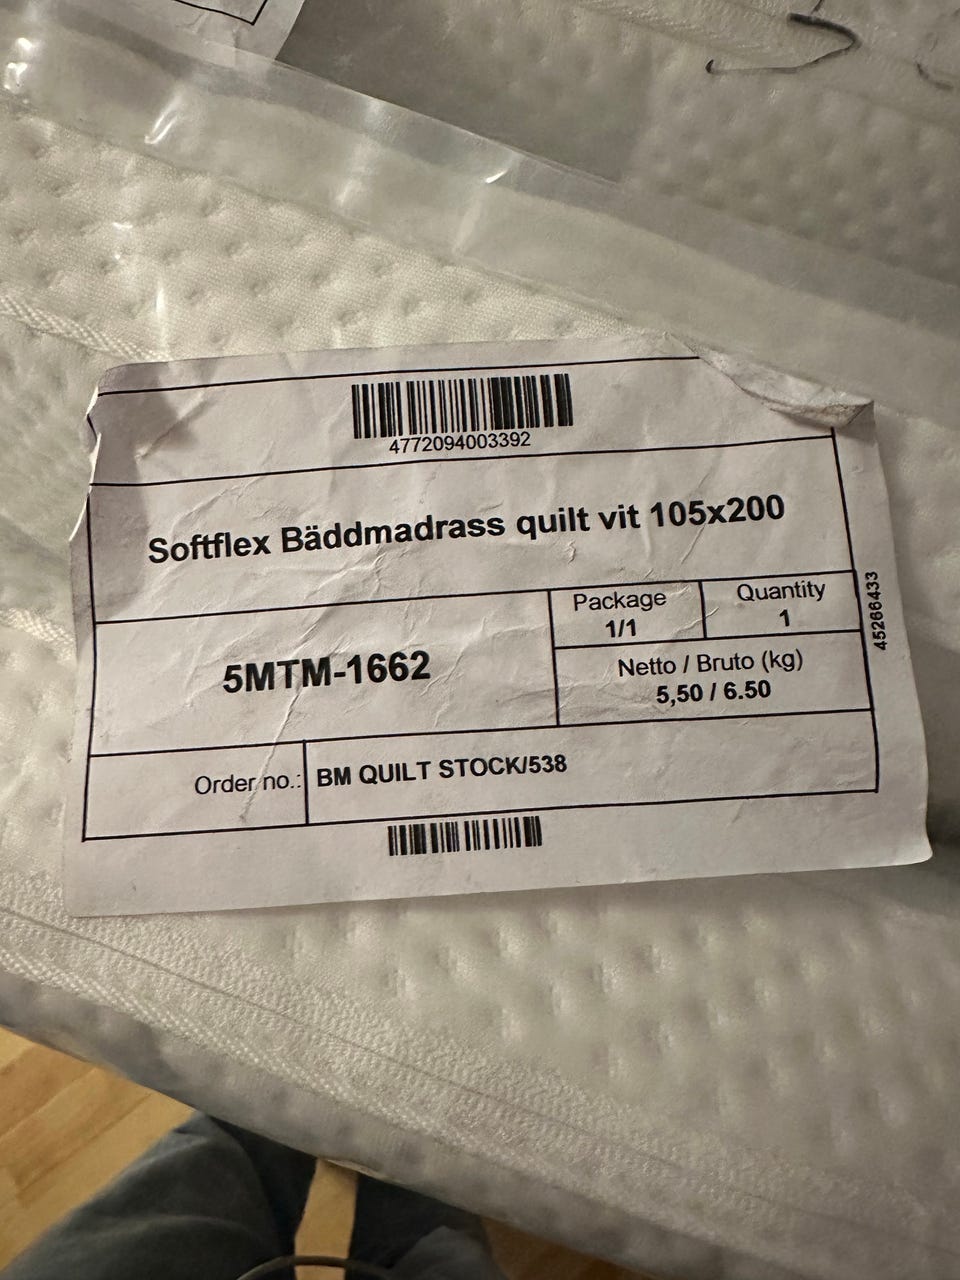 4772094003392
Softflex Bäddmadrass quilt vit 105x200
5MTM-1662
Package
1/1
Quantity
1
Netto / Bruto (kg)
5,50 / 6.50
Order no.:
BM QUILT STOCK/538
45266433